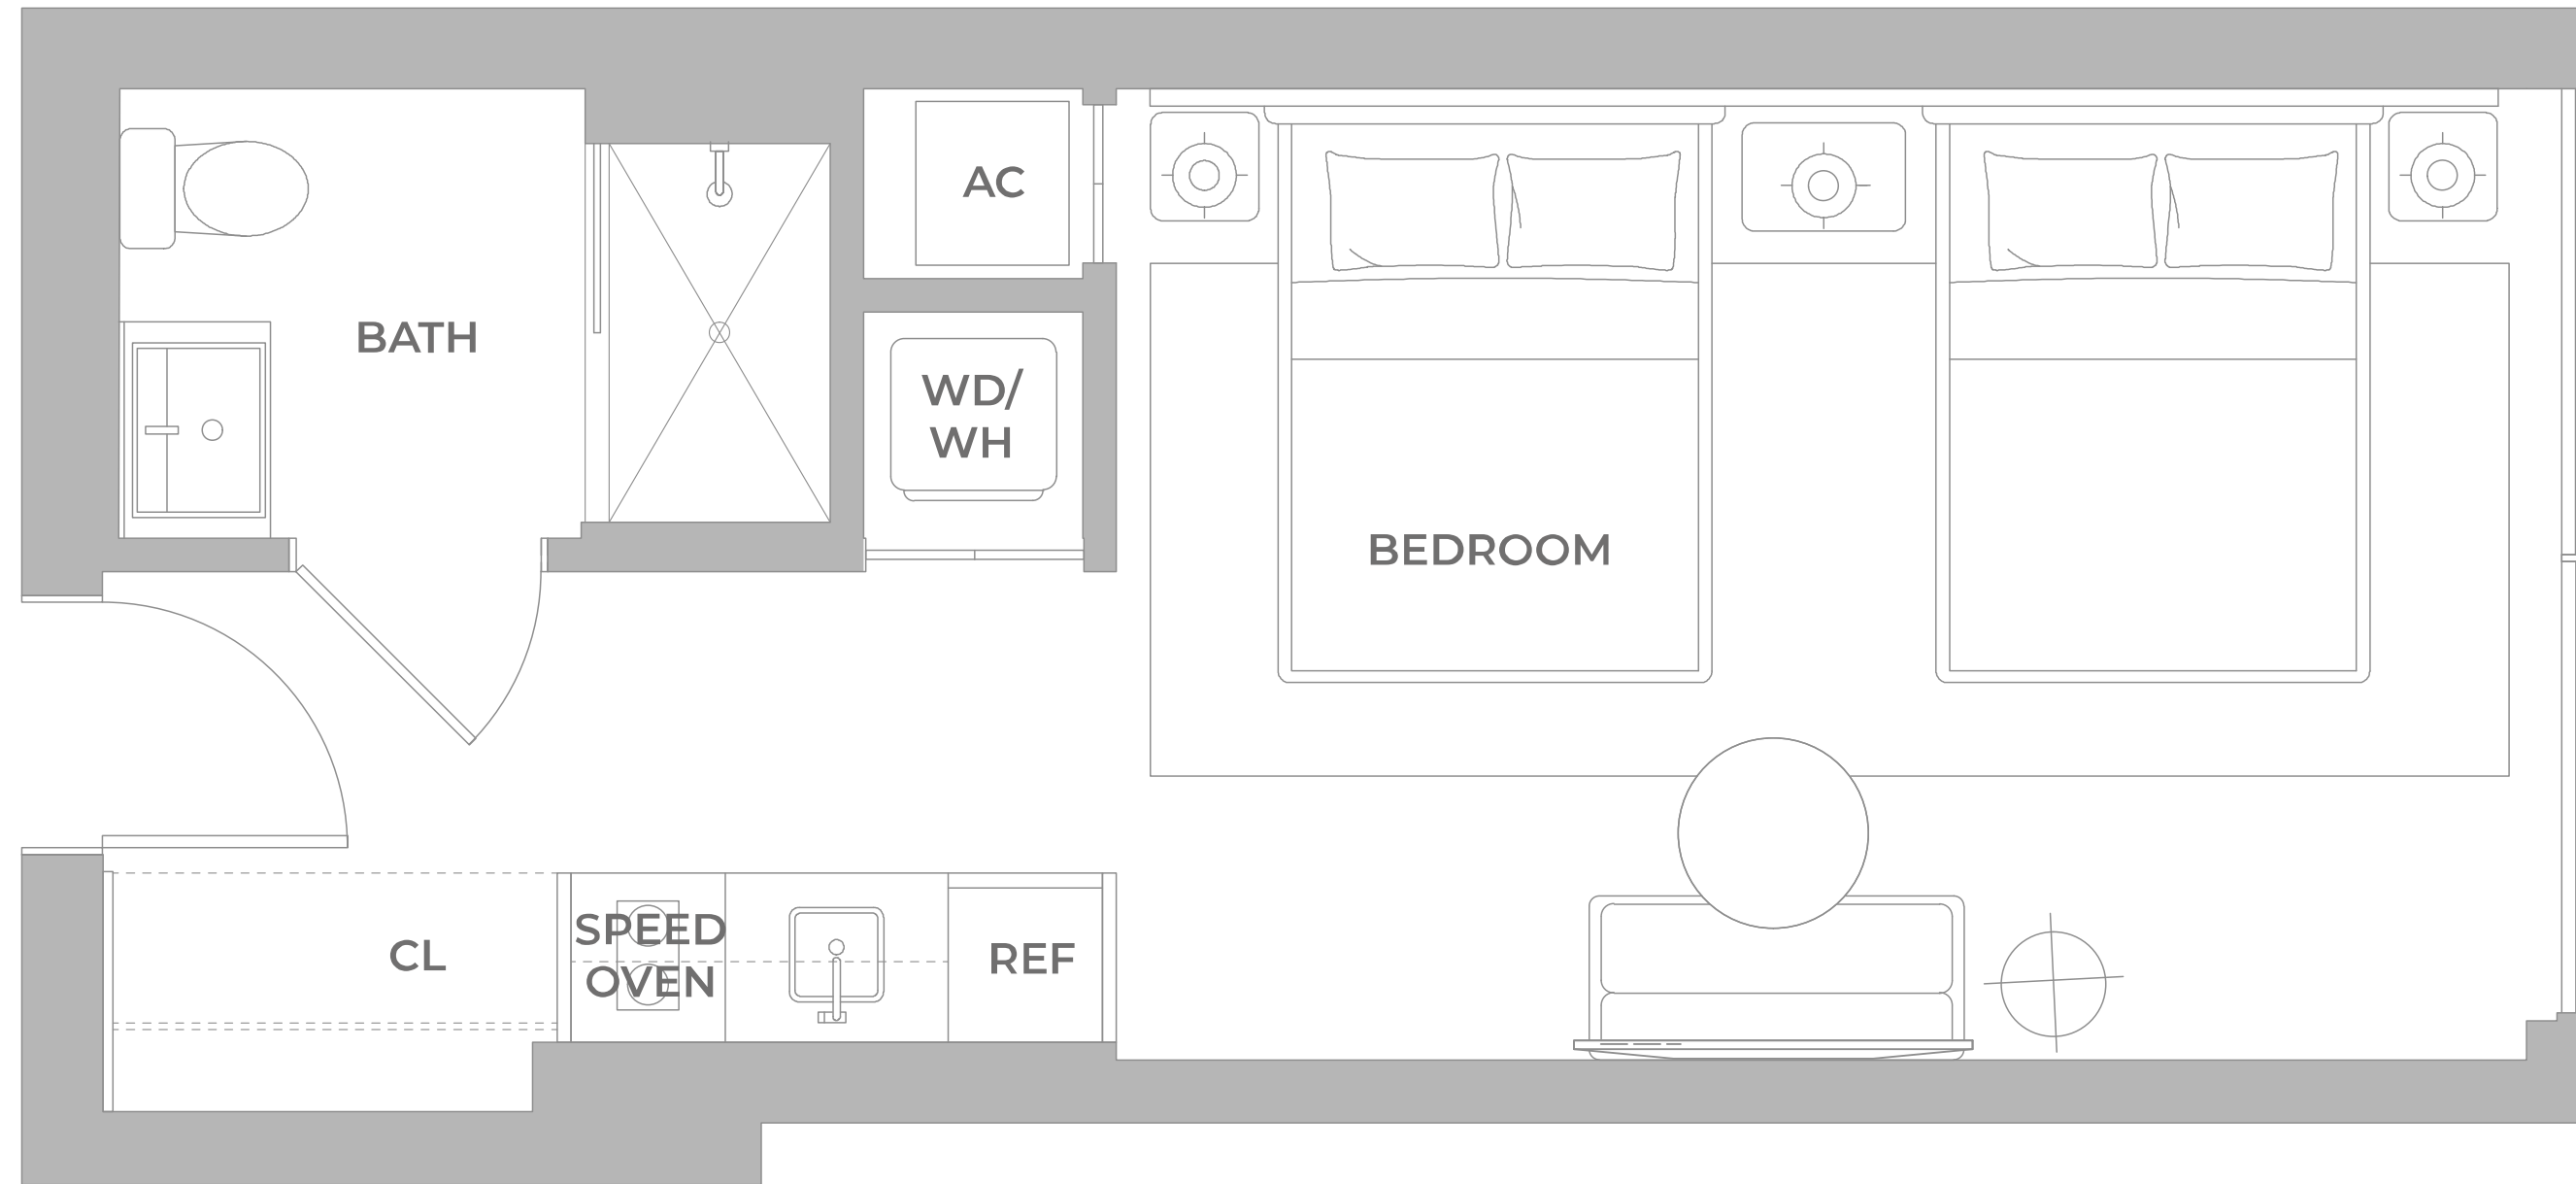 AC
BATH
WD/
WH
BEDROOM
SPEED
OVEN
CL
REF